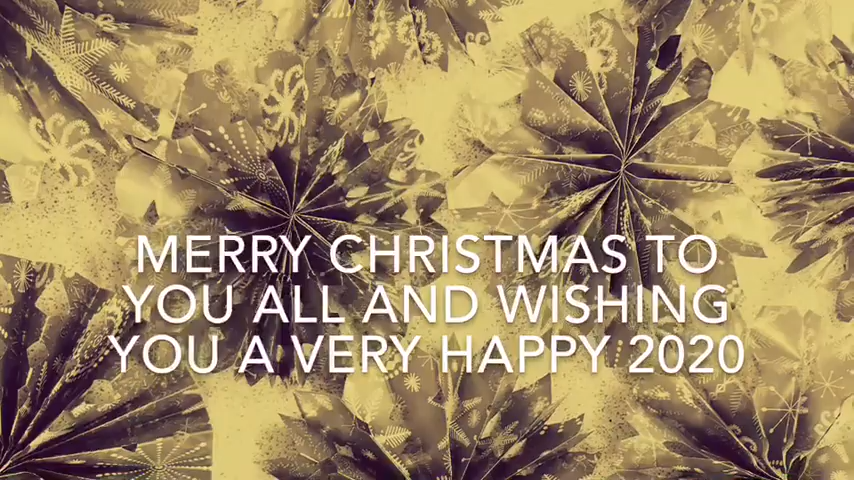 MERRY CHRISTMAS TO
YOU ALL AND WISHING
YOU A VERY HAPPY 2020